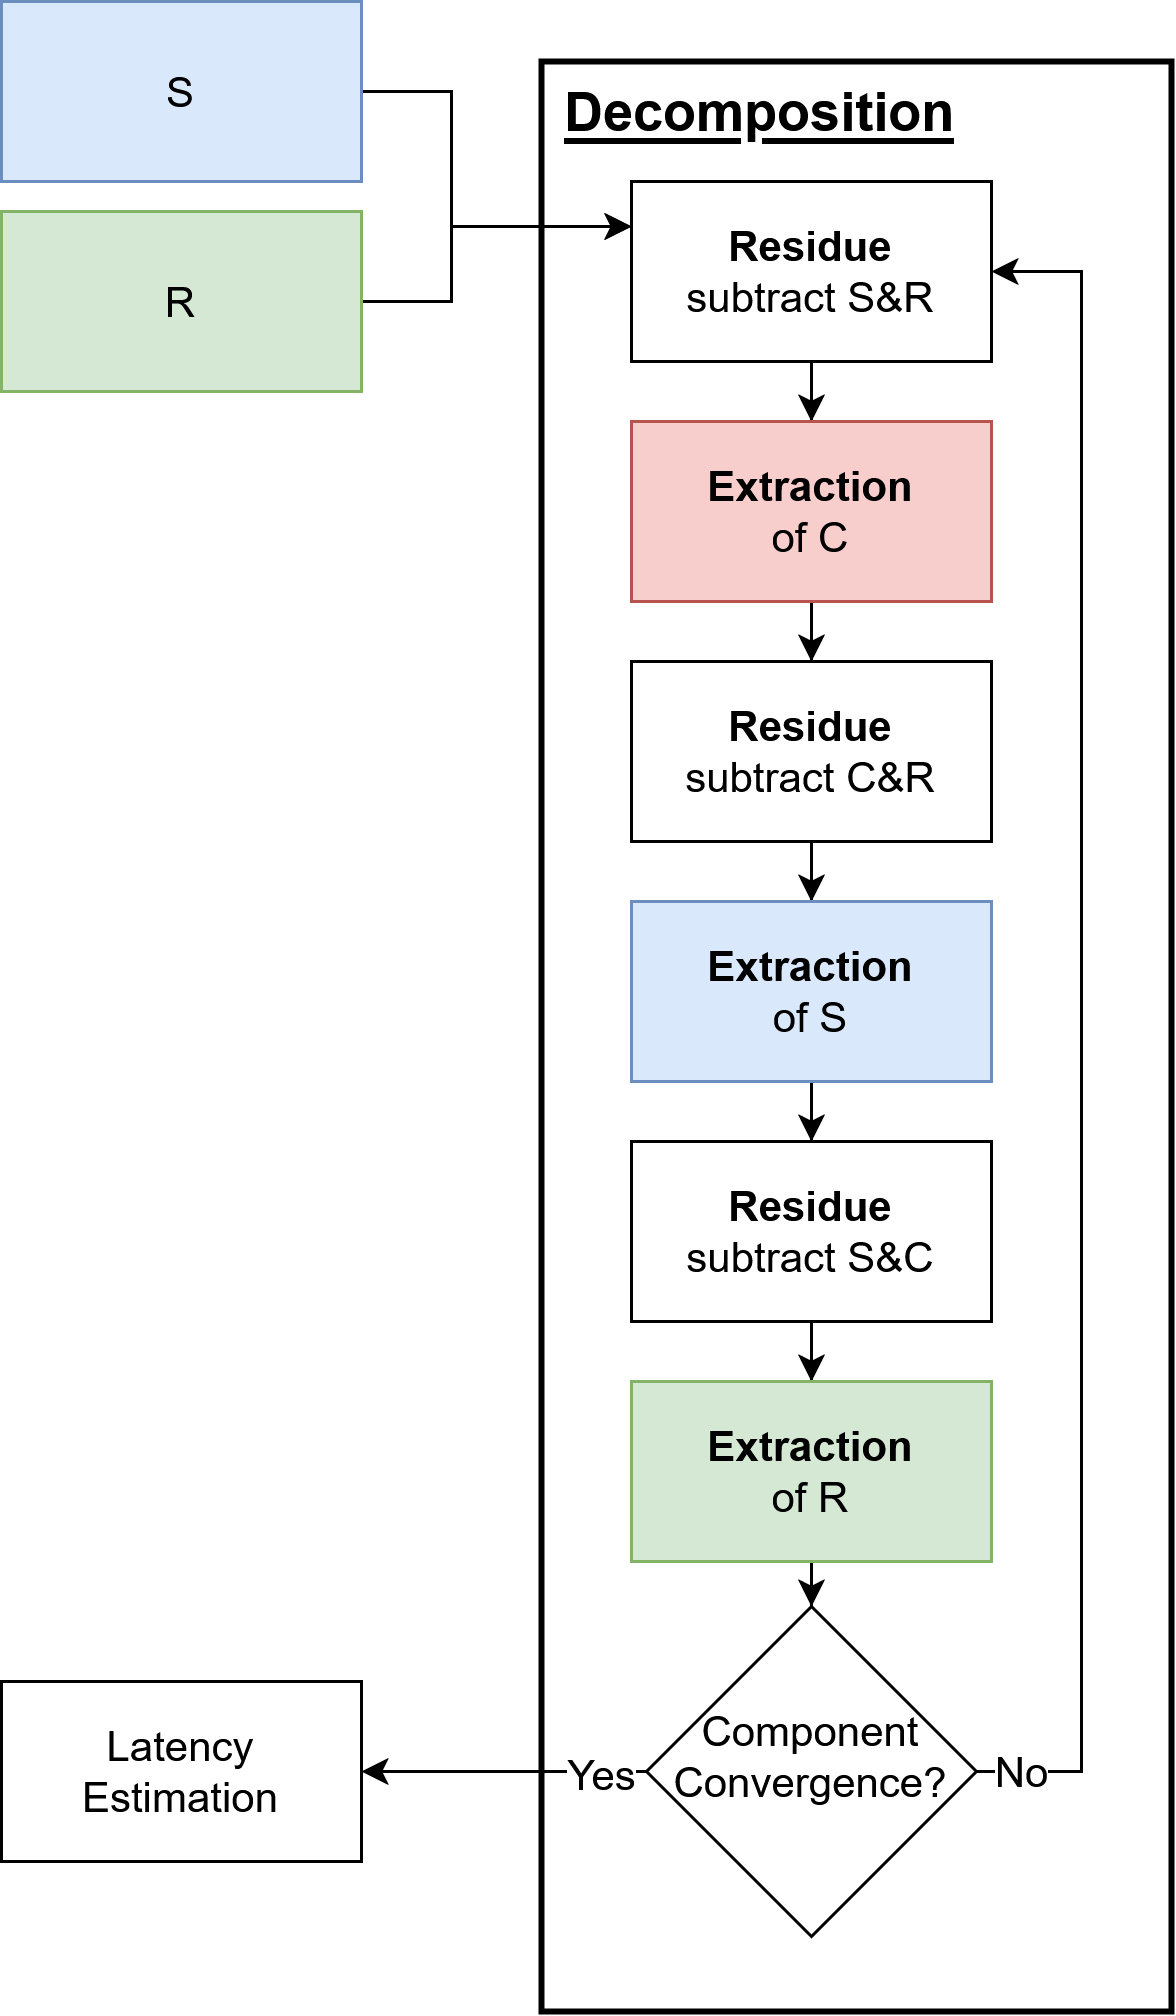 S
R
Decomposition
Residue
subtract S&R
Extraction
of C
Residue
subtract C&R
Extraction
of S
Residue
subtract S&C
Extraction
of R
Component
Convergence?
Yes
No
Latency
Estimation